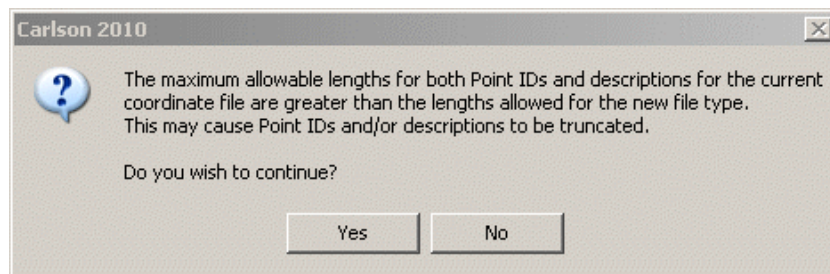 Carlson 2010
The maximum allowable lengths for both Point IDs and descriptions for the current
coordinate file are greater than the lengths allowed for the new file type.
This may cause Point IDs and/or descriptions to be truncated.
Do you wish to continue?
Yes
No